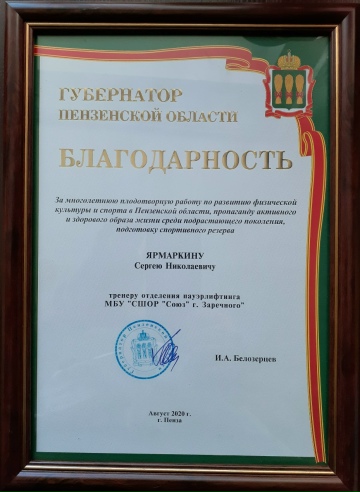 ГУБЕРНАТОР
ПЕНЗЕНСКОЙ ОБЛАСТИ
БЛАГОДАРНОСТЬ
За многолетнюю плодотворную работу по развитию физической
культуры и спорта в Пензенской области, пропаганду активного
и здорового образа жизни среди подрастающего поколения,
подготовку спортивного резерва
ЯРМАРКИНУ
Сергею Николаевичу
тренеру отделения пауэрлифтинга
МБУ "СШОР "Союз" г. Заречного"
И.А. Белозерцев
Август 2020 г.
г. Пенза